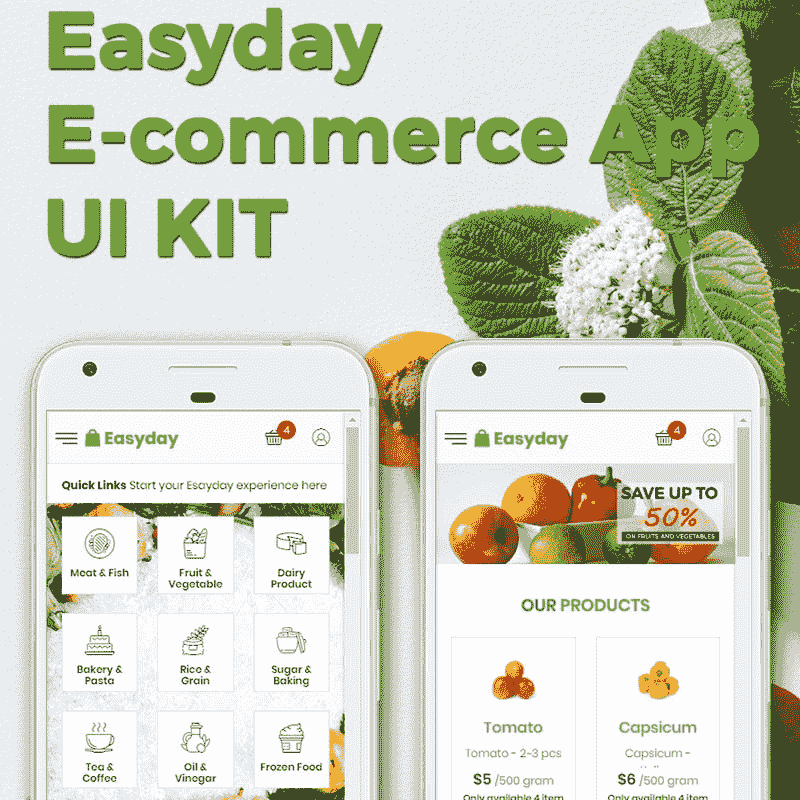 Easyday
E-commerce App
UI KIT
4
Easyday
Quick Links Start your Esayday experience here
Meat & Fish
Fruit &
Vegetable
Dairy
Product
Bakery &
Pasta
Rice &
Grain
Sugar &
Baking
Tea &
Coffee
Oil &
Vinegar
Frozen Food
4
Easyday
SAVE UP TO
50%
ON FRUITS AND VEGETABLES
OUR PRODUCTS
Tomato
Tomato - 2-3 pcs
$5 /500 gram
Only available 4 item
Capsicum
Capsicum -
$6 /500 gram
Only available 4 item